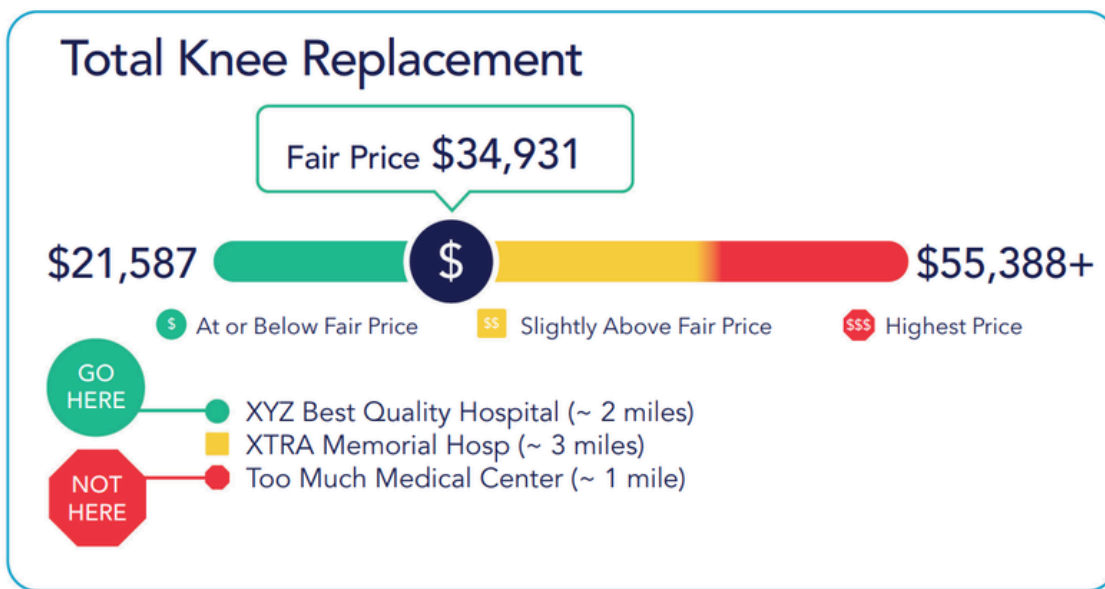 Total Knee Replacement
Fair Price $34,931
$21,587
$
$55,388+
$ At or Below Fair Price
$$ Slightly Above Fair Price
$$$ Highest Price
GO
HERE
XYZ Best Quality Hospital (~ 2 miles)
XTRA Memorial Hosp (~ 3 miles)
Too Much Medical Center (~ 1 mile)
NOT
HERE